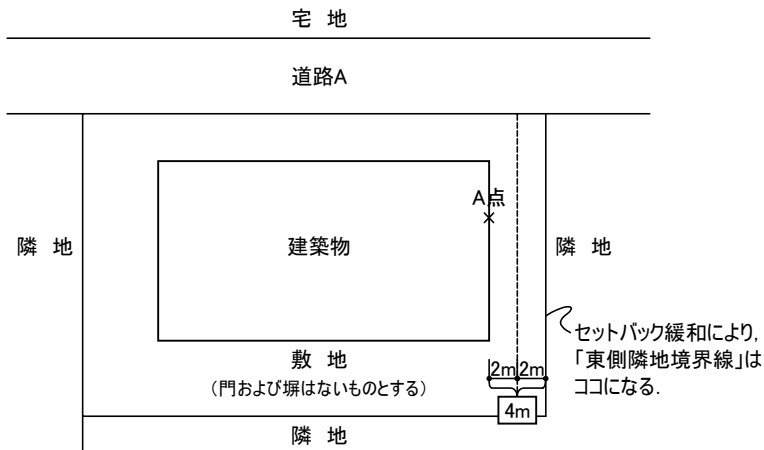 宅 地
道路A
A点
隣 地
建築物
隣 地
セットバック緩和により,
「東側隣地境界線」は
ココになる.
敷 地
(門および塀はないものとする)
2m 2m
4m
隣 地